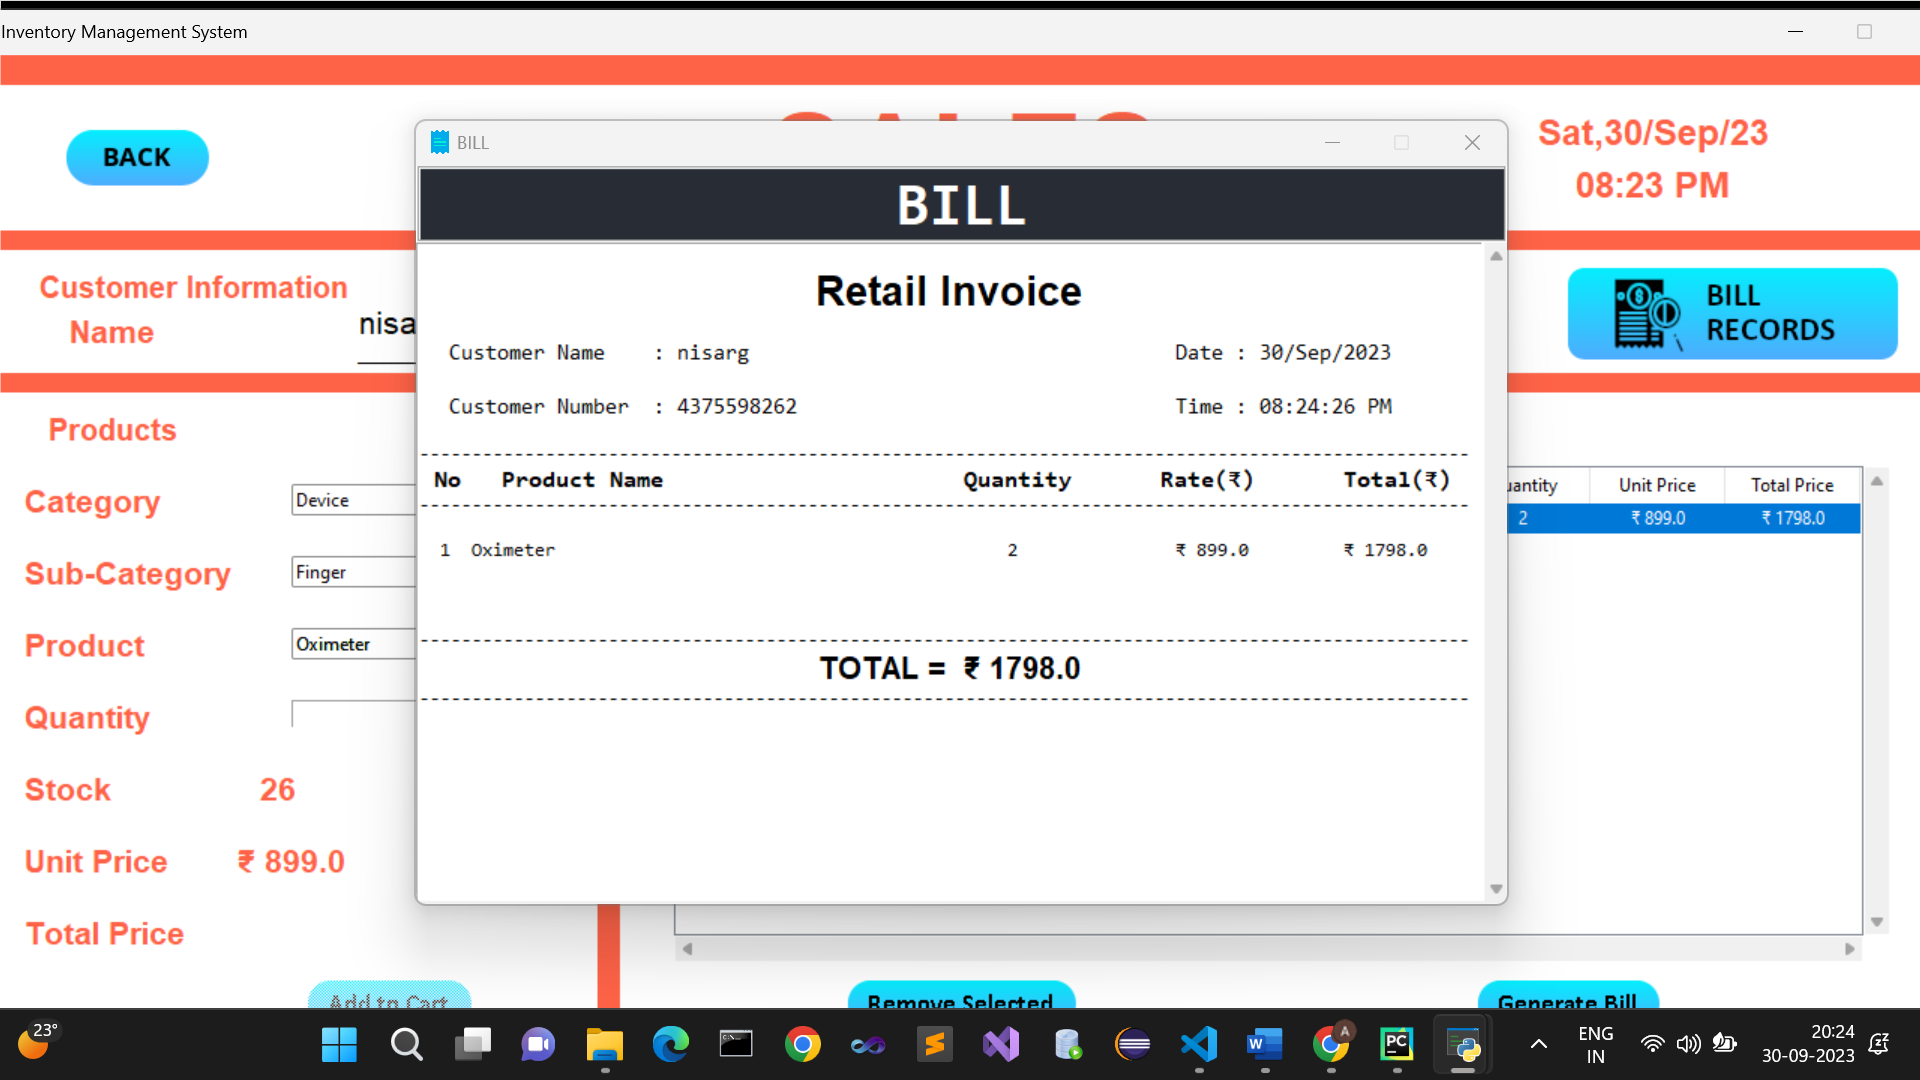 Inventory Management System
BACK
BILL
Sat,30/Sep/23
08:23 PM
BILL
Customer Information
Name
nisa
BILL
RECORDS
Retail Invoice
Customer Name : nisarg
Date : 30/Sep/2023
Customer Number : 4375598262
Time : 08:24:26 PM
Products
No Product Name Quantity Rate(₹) Total(₹)
Category
Device
uantity Unit Price Total Price
2 ₹ 899.0 ₹ 1798.0
1 Oximeter 2 ₹ 899.0 ₹ 1798.0
Sub-Category
Finger
Product
Oximeter
TOTAL = ₹ 1798.0
Quantity
Stock 26
Unit Price ₹ 899.0
Total Price
Add to Cart
Remove Selected
Generate Bill
23°
ENG
IN
20:24
30-09-2023